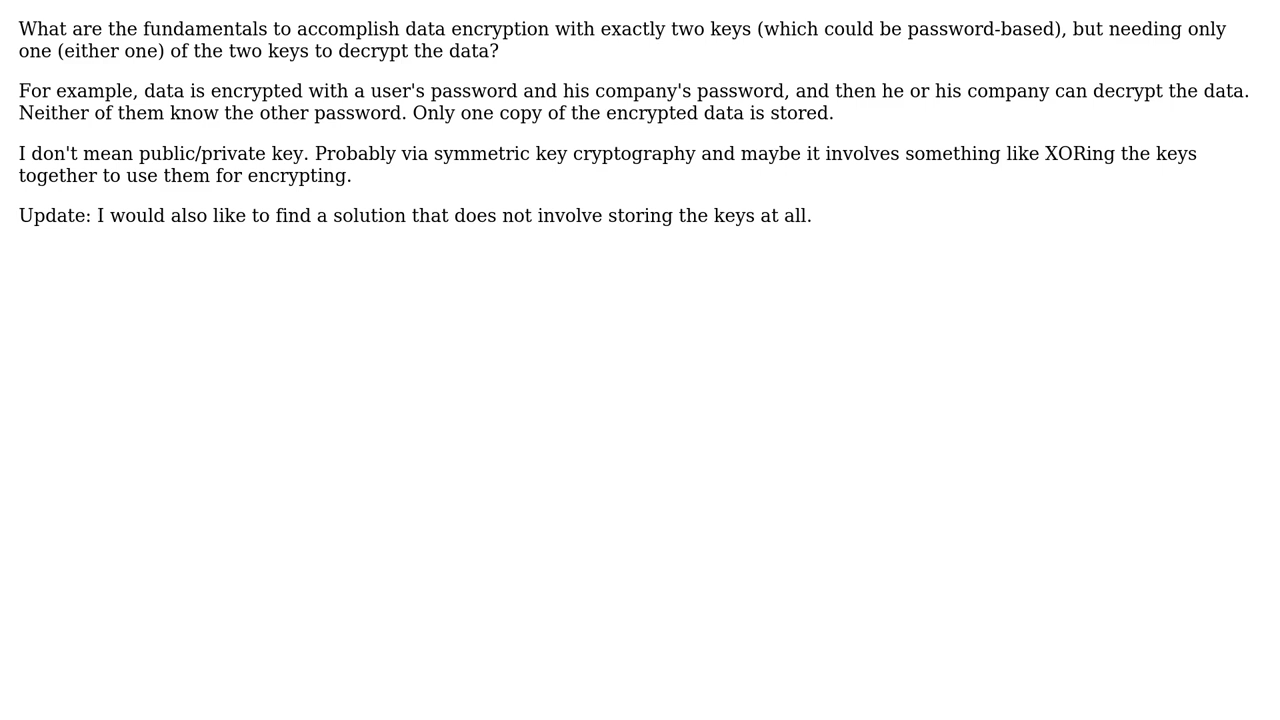 What are the fundamentals to accomplish data encryption with exactly two keys (which could be password-based), but needing only
one (either one) of the two keys to decrypt the data?
For example, data is encrypted with a user's password and his company's password, and then he or his company can decrypt the data.
Neither of them know the other password. Only one copy of the encrypted data is stored.
I don't mean public/private key. Probably via symmetric key cryptography and maybe it involves something like XORing the keys
together to use them for encrypting.
Update: I would also like to find a solution that does not involve storing the keys at all.